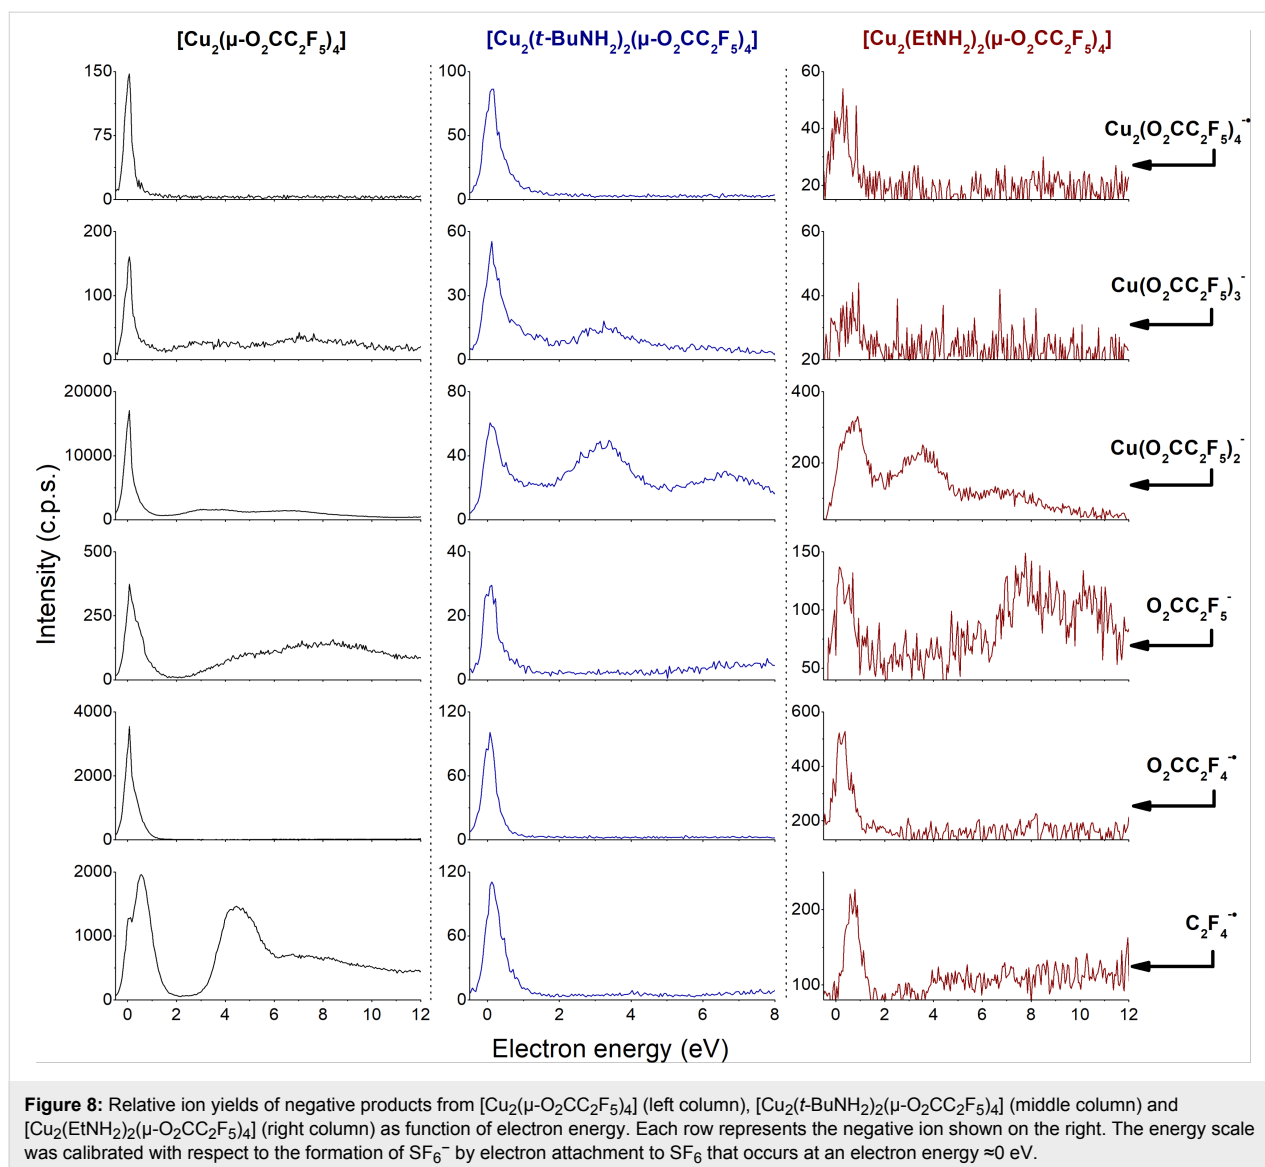 [Cu₂(µ-O₂CC₂F₅)₄] [Cu₂(t-BuNH₂)₂(µ-O₂CC₂F₅)₄] [Cu₂(EtNH₂)₂(µ-O₂CC₂F₅)₄]
150 100 60
75 50 40
0 0 20
Cu₂(O₂CC₂F₅)₄⁻•
200 60 60
100 30 40
0 0 20
Cu(O₂CC₂F₅)₃⁻
20000 80 400
10000 40 200
0 0
Cu(O₂CC₂F₅)₂⁻
500 40 150
250 20 100
0 0 50
O₂CC₂F₅⁻
4000 120 600
2000 60 400
0 0 200
O₂CC₂F₄⁻•
2000 120 200
1000 60 100
0 0
C₂F₄⁻•
0 2 4 6 8 10 12 0 2 4 6 8 0 2 4 6 8 10 12
Intensity (c.p.s.)
Electron energy (eV)
Figure 8: Relative ion yields of negative products from [Cu₂(µ-O₂CC₂F₅)₄] (left column), [Cu₂(t-BuNH₂)₂(µ-O₂CC₂F₅)₄] (middle column) and
[Cu₂(EtNH₂)₂(µ-O₂CC₂F₅)₄] (right column) as function of electron energy. Each row represents the negative ion shown on the right. The energy scale
was calibrated with respect to the formation of SF₆⁻ by electron attachment to SF₆ that occurs at an electron energy ≈0 eV.